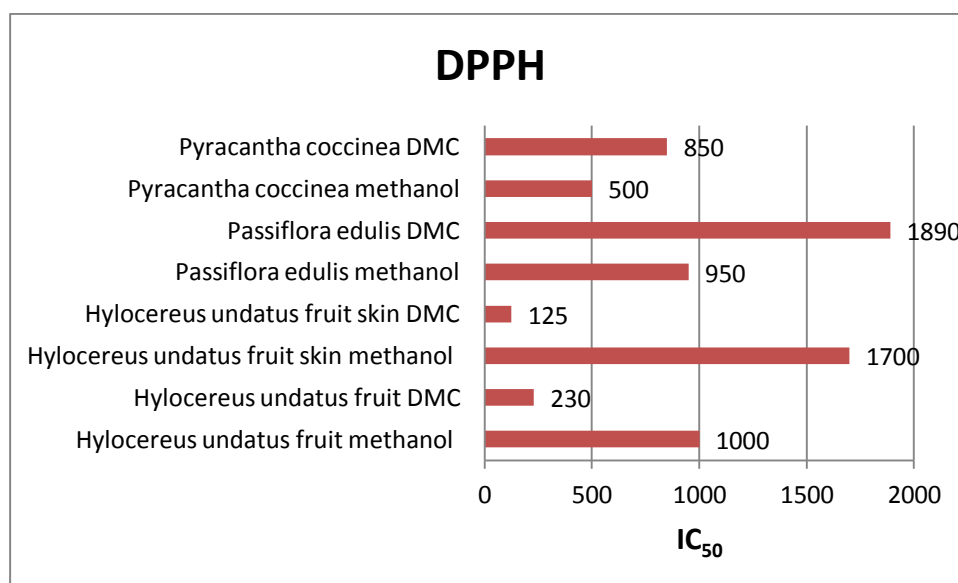 DPPH
Pyracantha coccinea DMC 850
Pyracantha coccinea methanol 500
Passiflora edulis DMC 1890
Passiflora edulis methanol 950
Hylocereus undatus fruit skin DMC 125
Hylocereus undatus fruit skin methanol 1700
Hylocereus undatus fruit DMC 230
Hylocereus undatus fruit methanol 1000
0 500 1000 1500 2000
IC50